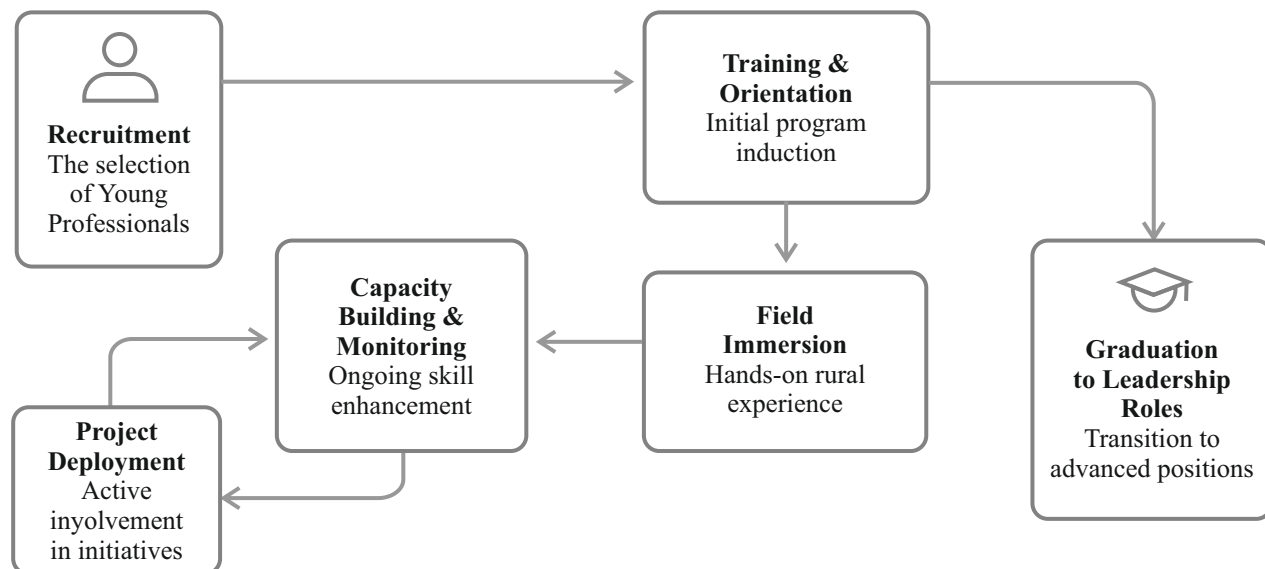 Recruitment
The selection
of Young
Professionals
Training &
Orientation
Initial program
induction
Field
Immersion
Hands-on rural
experience
Capacity
Building &
Monitoring
Ongoing skill
enhancement
Project
Deployment
Active
inyolvement
in initiatives
Graduation
to Leadership
Roles
Transition to
advanced positions